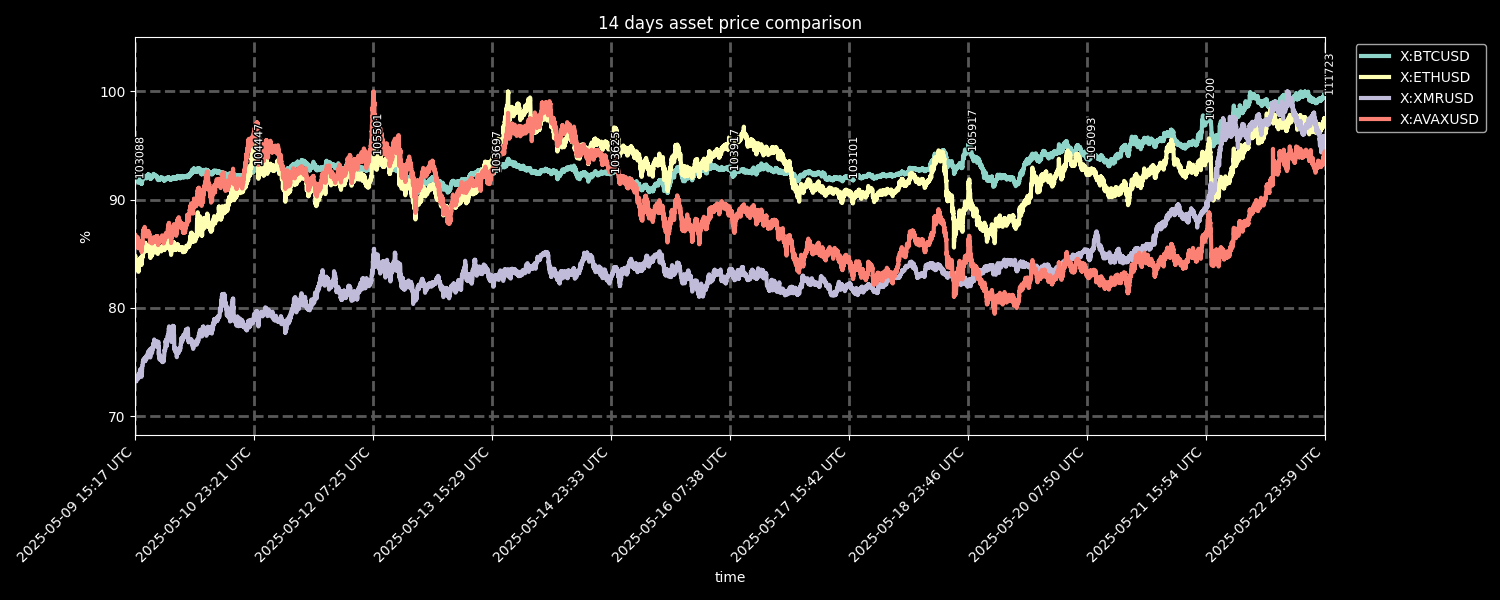 14 days asset price comparison
X:BTCUSD
X:ETHUSD
X:XMRUSD
X:AVAXUSD
100
90
80
70
%
103088
104447
105501
103697
103625
103917
103101
105917
105093
109200
111723
2025-05-09 15:17 UTC
2025-05-10 23:21 UTC
2025-05-12 07:25 UTC
2025-05-13 15:29 UTC
2025-05-14 23:33 UTC
2025-05-16 07:38 UTC
2025-05-17 15:42 UTC
2025-05-18 23:46 UTC
2025-05-20 07:50 UTC
2025-05-21 15:54 UTC
2025-05-22 23:59 UTC
time